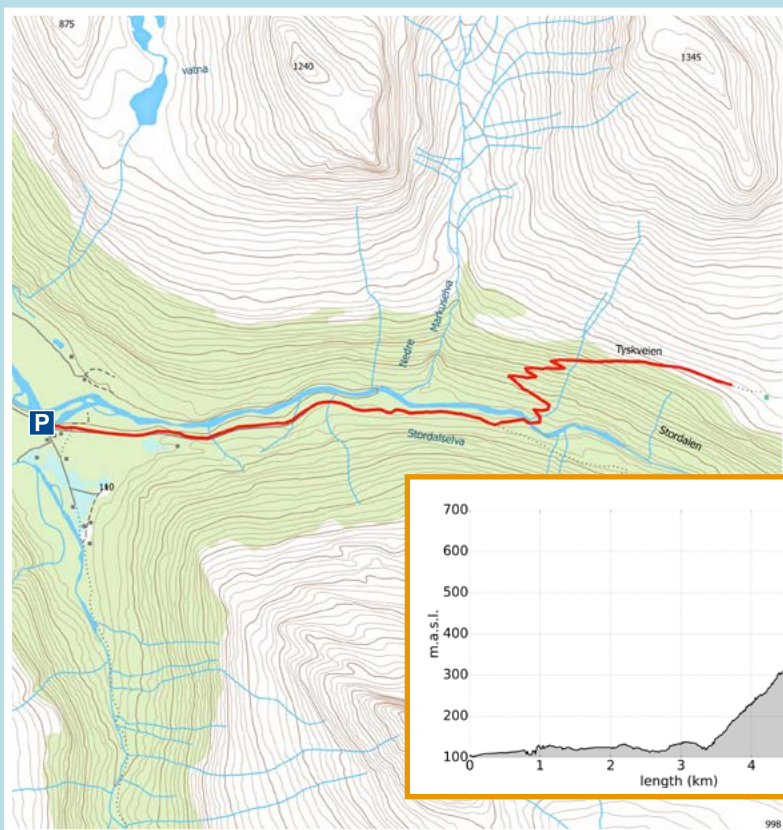 875
vatna
1240
1345
Nedre Markuselva
Tyskveien
P
Stordalselva
Stordalen
110
700
600
500
400
300
200
100
m.a.s.l.
0 1 2 3 4
length (km)
998